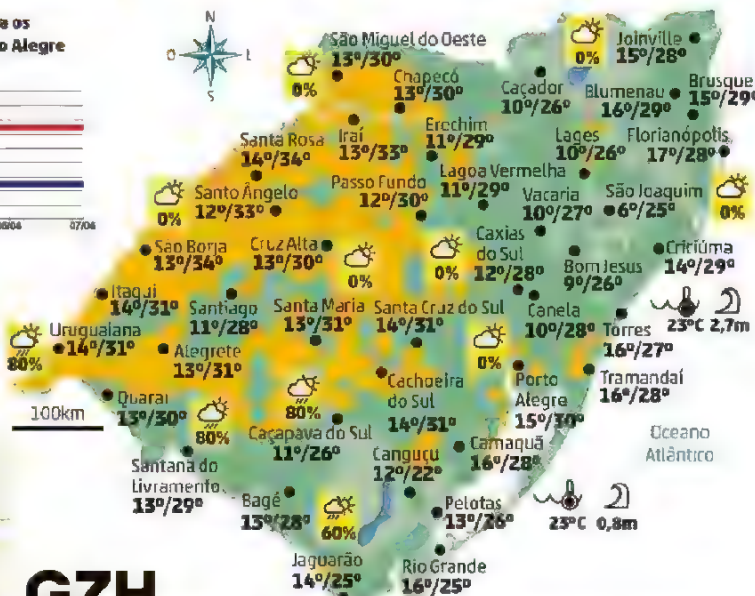 a os
o Alegre
N
O
L
S
07/06
São Miguel do Oeste
13º/30º
0%
Chapecó
13º/30º
0%
Joinville
15º/28º
Caçador
10º/26º
Blumenau
16º/29º
Brusque
15º/29º
Iraí
13º/33º
Erechim
11º/29º
Lages
10º/26º
Florianópolis
17º/28º
Santa Rosa
14º/34º
Lagoa Vermelha
11º/29º
0%
Santo Ângelo
12º/33º
Passo Fundo
12º/30º
Vacaria
10º/27º
São Joaquim
6º/25º
0%
São Borja
13º/34º
Cruz Alta
13º/30º
0%
0%
Caxias
do Sul
12º/28º
Bom Jesus
9º/26º
Criciúma
14º/29º
Itaqui
14º/31º
Santiago
11º/28º
Santa Maria
13º/31º
Santa Cruz do Sul
14º/31º
Canela
10º/28º
Torres
16º/27º
23ºC 2,7m
Uruguaiana
14º/31º
80%
Alegrete
13º/31º
0%
Cachoeira
do Sul
14º/31º
Porto
Alegre
15º/30º
Tramandaí
16º/28º
Quaraí
13º/30º
100km
80%
80%
Caçapava do Sul
11º/26º
Camaquã
16º/28º
Oceano
Atlântico
Santana do
Livramento
13º/29º
Canguçu
12º/22º
Bagé
13º/28º
60%
Pelotas
13º/26º
23ºC 0,8m
Jaguarão
14º/25º
Rio Grande
16º/25º
GZH